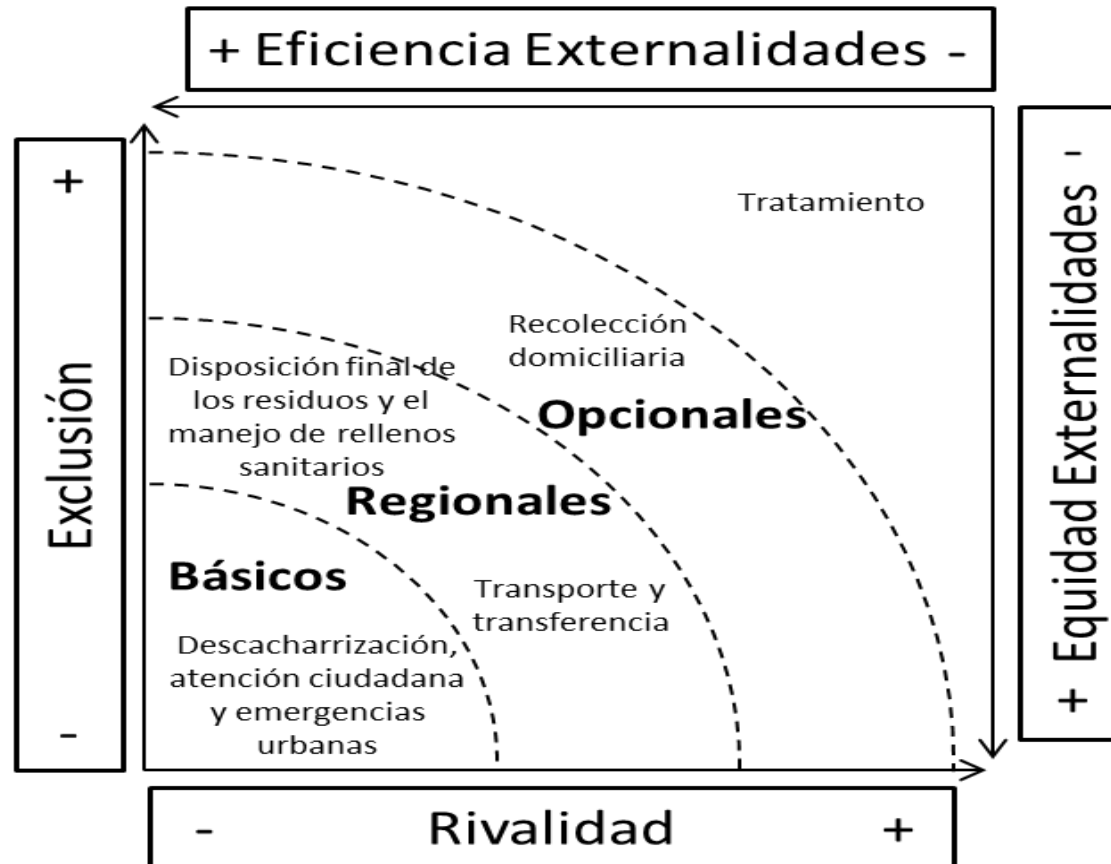 + Eficiencia Externalidades -
+
Exclusión
-
- Equidad Externalidades +
Tratamiento
Recolección
domiciliaria
Opcionales
Disposición final de
los residuos y el
manejo de rellenos
sanitarios
Regionales
Básicos
Transporte y
transferencia
Descacharrización,
atención ciudadana
y emergencias
urbanas
- Rivalidad +